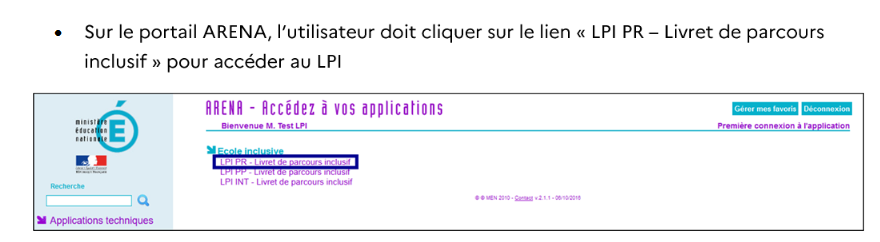 • Sur le portail ARENA, l'utilisateur doit cliquer sur le lien « LPI PR – Livret de parcours
inclusif » pour accéder au LPI
ministère
éducation
nationale
ARENA - Accédez à vos applications
Gérer mes favoris Déconnexion
Bienvenue M. Test LPI
Première connexion à l'application
Ecole inclusive
LPI PR - Livret de parcours inclusif
LPI PP - Livret de parcours inclusif
LPI INT - Livret de parcours inclusif
Recherche
© © MEN 2010 - Contact - v.2.1.1 - 05/10/2015
Applications techniques